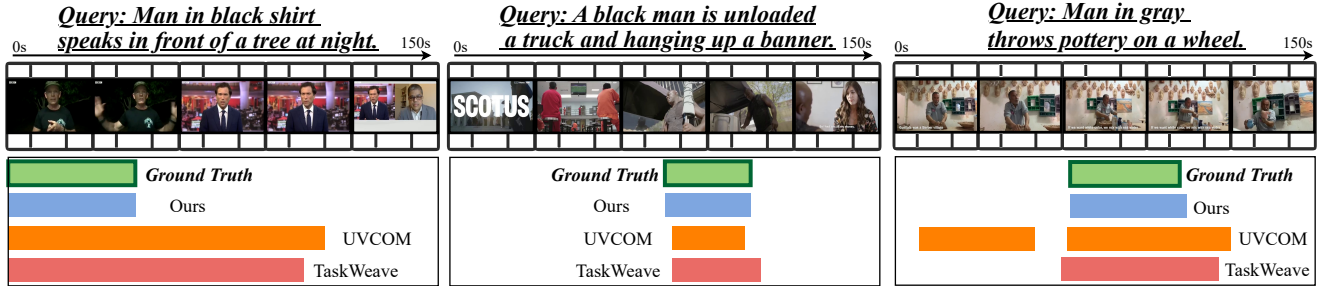 Query: Man in black shirt
speaks in front of a tree at night.
0s
150s
Ground Truth
Ours
UVCOM
TaskWeave
Query: A black man is unloaded
a truck and hanging up a banner.
0s
150s
SCOTUS
Ground Truth
Ours
UVCOM
TaskWeave
Query: Man in gray
throws pottery on a wheel.
0s
150s
Ground Truth
Ours
UVCOM
TaskWeave